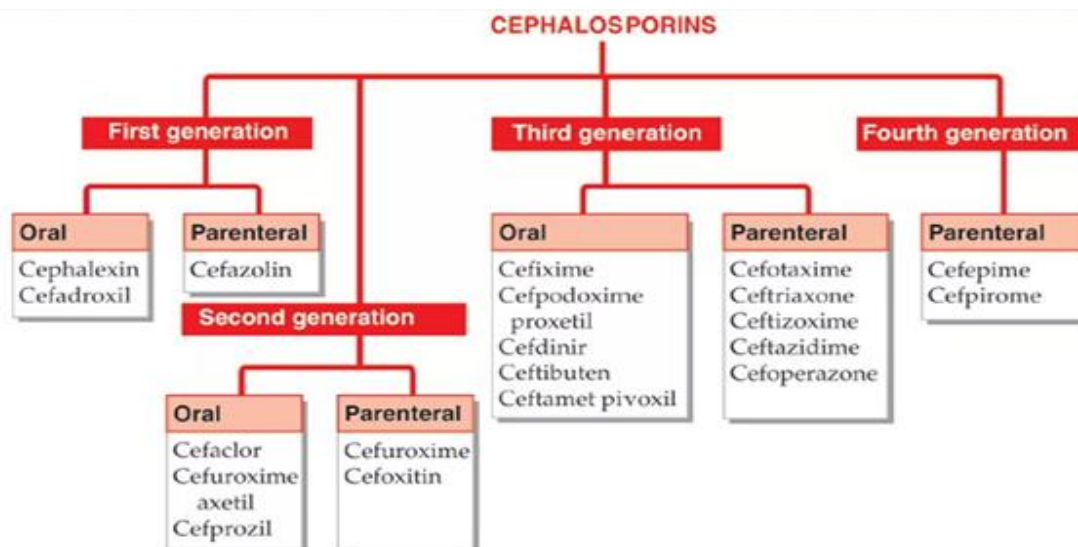 CEPHALOSPORINS
First generation
Oral
Cephalexin
Cefadroxil
Parenteral
Cefazolin
Second generation
Oral
Cefaclor
Cefuroxime
axetil
Cefprozil
Parenteral
Cefuroxime
Cefoxitin
Third generation
Oral
Cefixime
Cefpodoxime
proxetil
Cefdinir
Ceftibuten
Ceftamet pivoxil
Parenteral
Cefotaxime
Ceftriaxone
Ceftizoxime
Ceftazidime
Cefoperazone
Fourth generation
Parenteral
Cefepime
Cefpirome